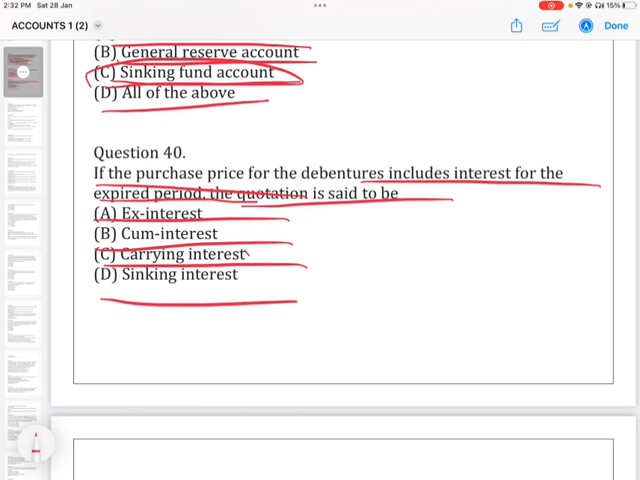 2:32 PM Sat 28 Jan
15%
ACCOUNTS 1 (2)
Done
(B) General reserve account
(C) Sinking fund account
(D) All of the above
Question 40.
If the purchase price for the debentures includes interest for the
expired period, the quotation is said to be
(A) Ex-interest
(B) Cum-interest
(C) Carrying interest
(D) Sinking interest